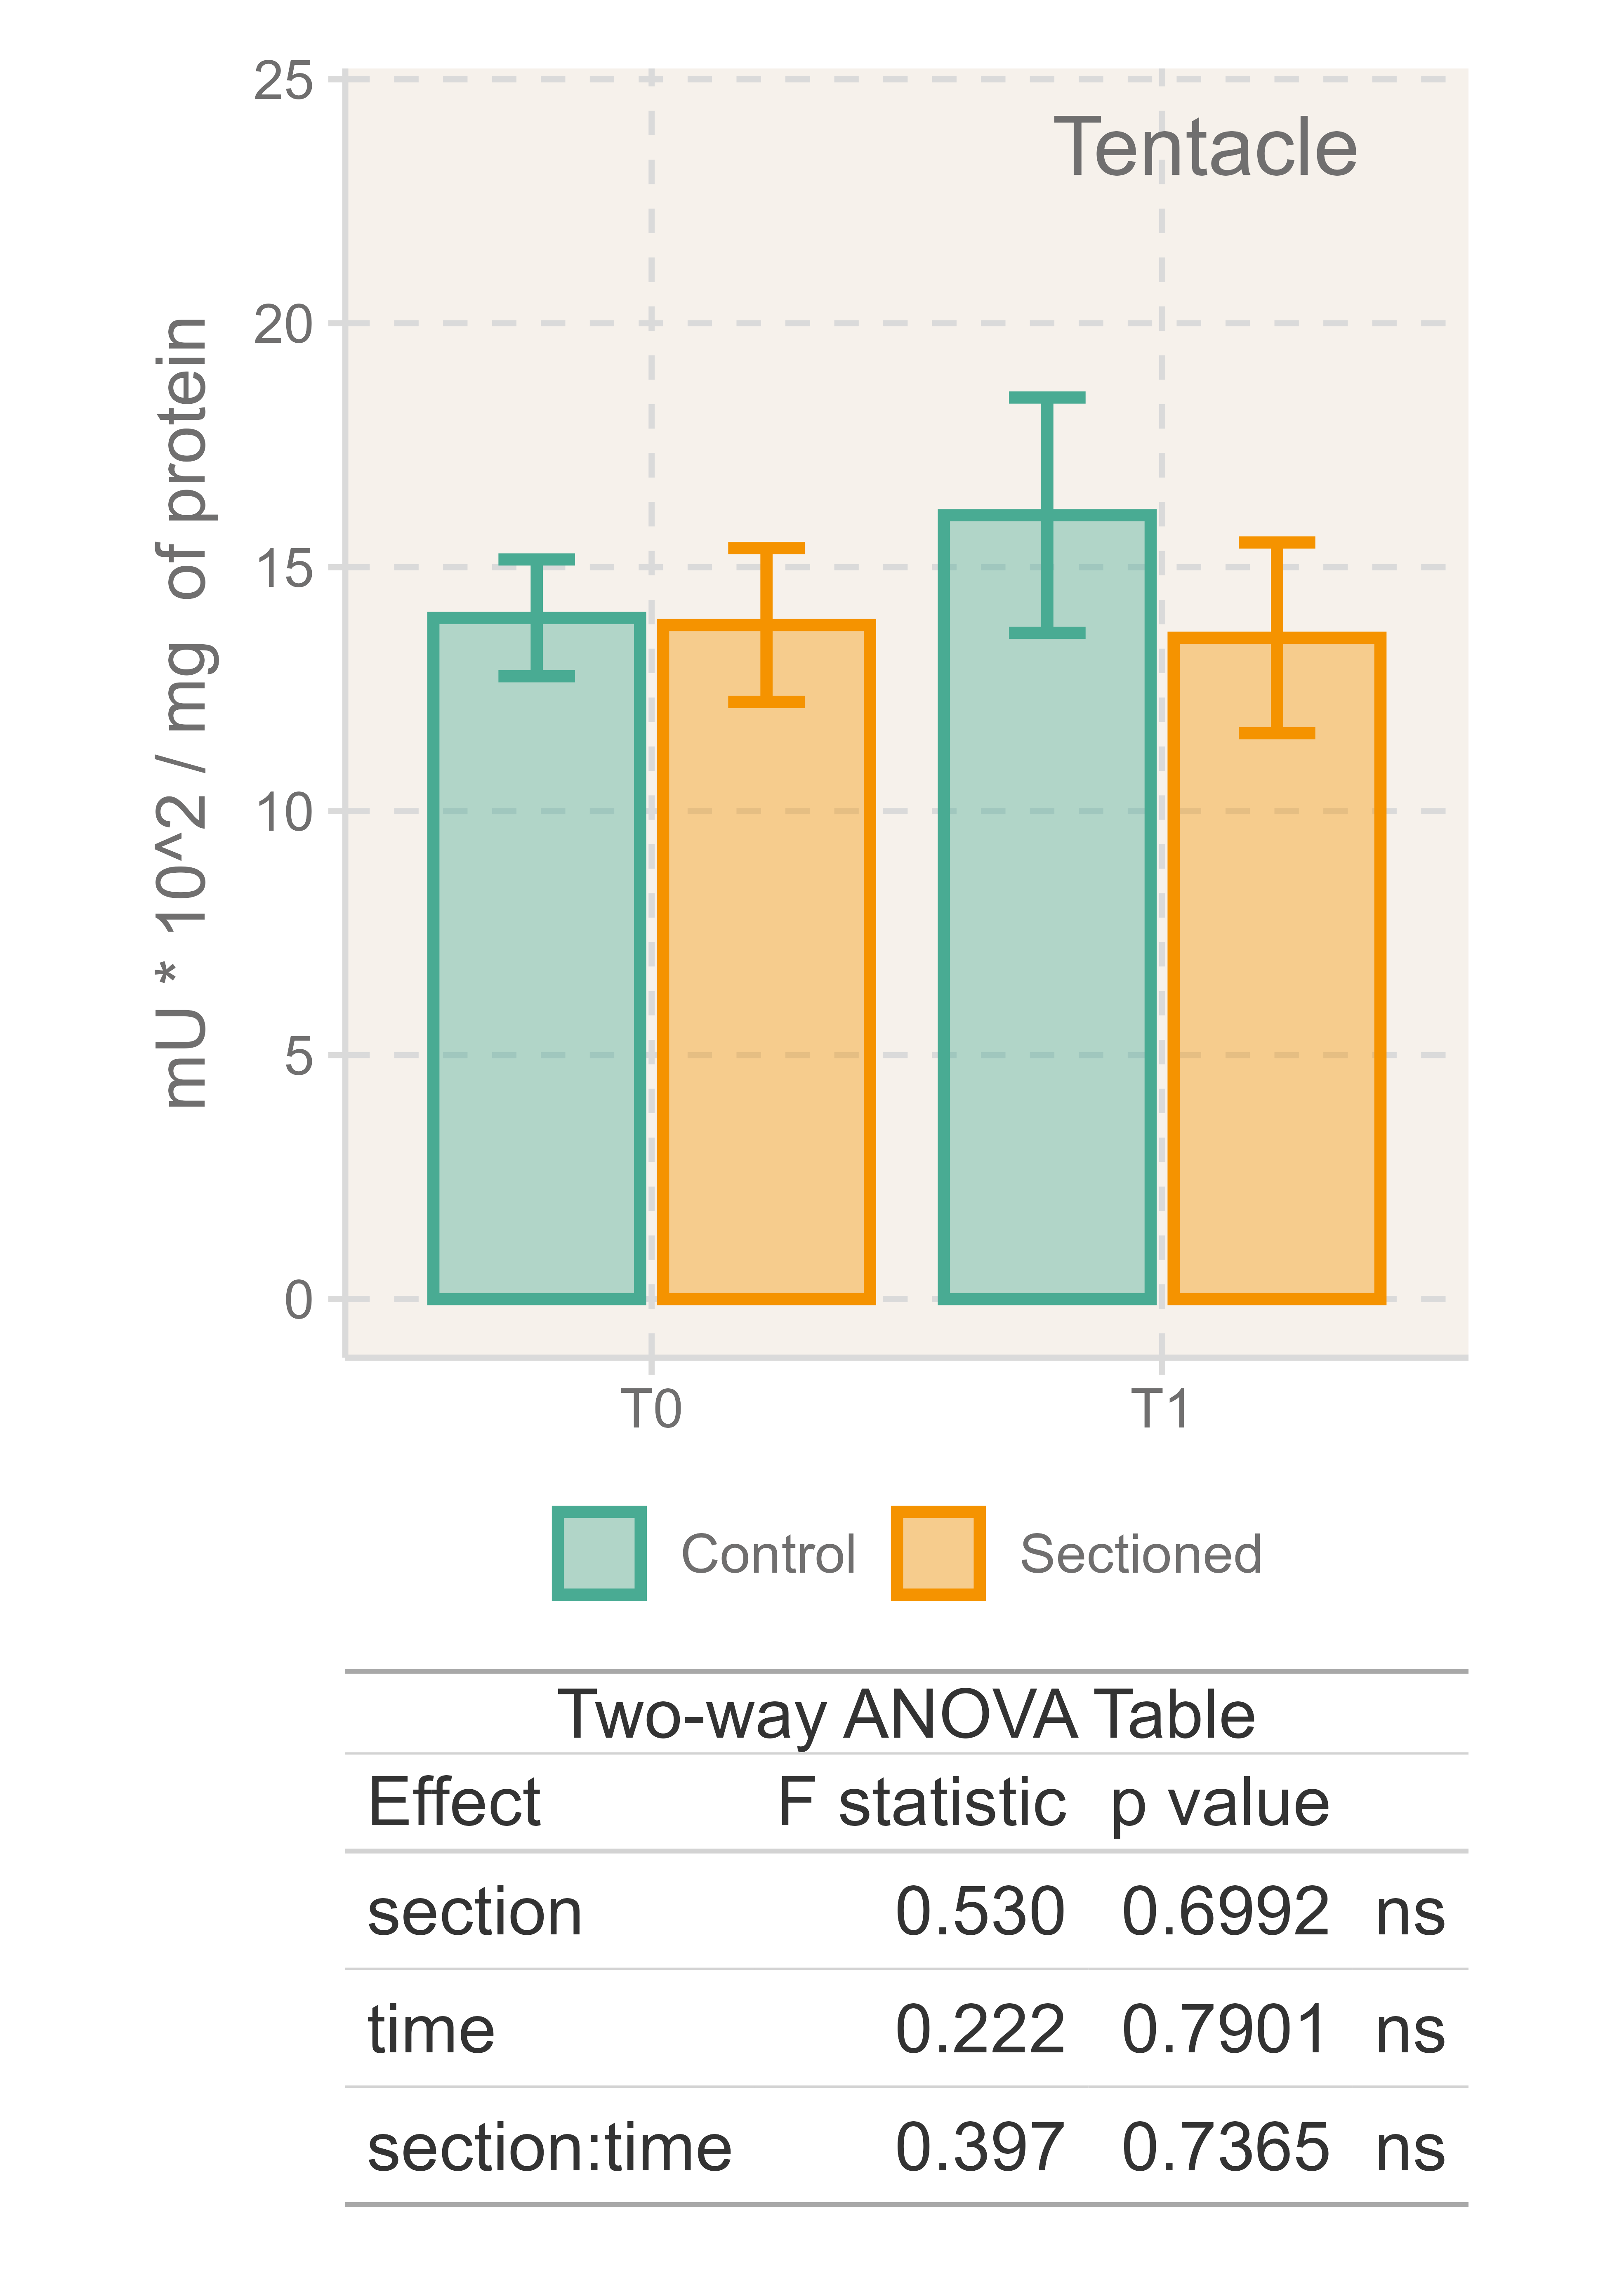 25
Tentacle
20
15
10
5
0
mU * 10^2 / mg  of protein
T0 T1
Control Sectioned
Two-way ANOVA Table
Effect F statistic p value
section 0.530 0.6992 ns
time 0.222 0.7901 ns
section:time 0.397 0.7365 ns